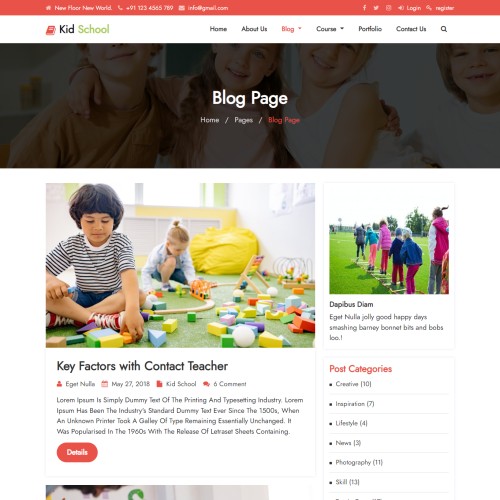 New Floor New World. +91 123 4565 789 info@gmail.com Login register
Kid School
Home About Us Blog Course Portfolio Contact Us
Blog Page
Home / Pages / Blog Page
Key Factors with Contact Teacher
Eget Nulla May 27, 2018 Kid School 6 Comment
Lorem Ipsum Is Simply Dummy Text Of The Printing And Typesetting Industry. Lorem
Ipsum Has Been The Industry's Standard Dummy Text Ever Since The 1500s, When
An Unknown Printer Took A Galley Of Type Remaining Essentially Unchanged. It
Was Popularised In The 1960s With The Release Of Letraset Sheets Containing.
Details
Dapibus Diam
Eget Nulla jolly good happy days
smashing barney bonnet bits and bobs
loo.!
Post Categories
Creative (10)
Inspiration (7)
Lifestyle (4)
News (3)
Photography (11)
Skill (13)